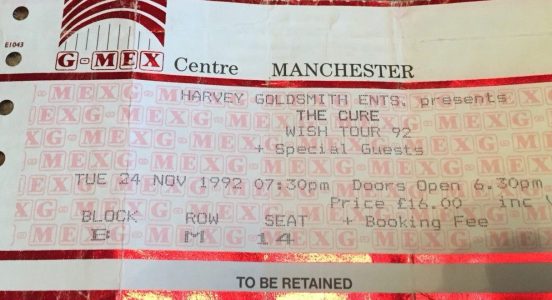 E1043
G-MEX Centre MANCHESTER
HARVEY GOLDSMITH ENTS. presents
THE CURE
WISH TOUR 92
+ Special Guests
TUE 24 NOV 1992 07:30pm Doors Open 6.30pm
Price £16.00 inc V
BLOCK ROW SEAT + Booking Fee
B M 14
TO BE RETAINED